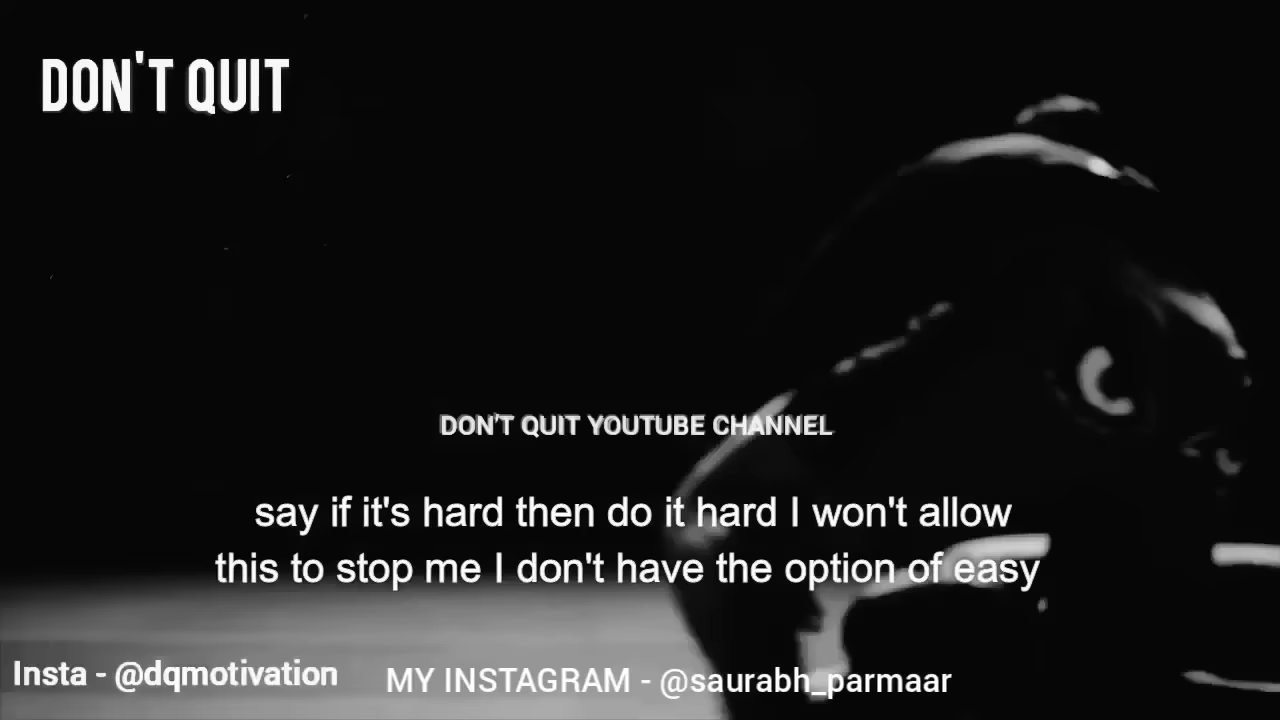 DON'T QUIT
DON'T QUIT YOUTUBE CHANNEL
say if it's hard then do it hard I won't allow
this to stop me I don't have the option of easy
Insta - @dqmotivation
MY INSTAGRAM - @saurabh_parmaar